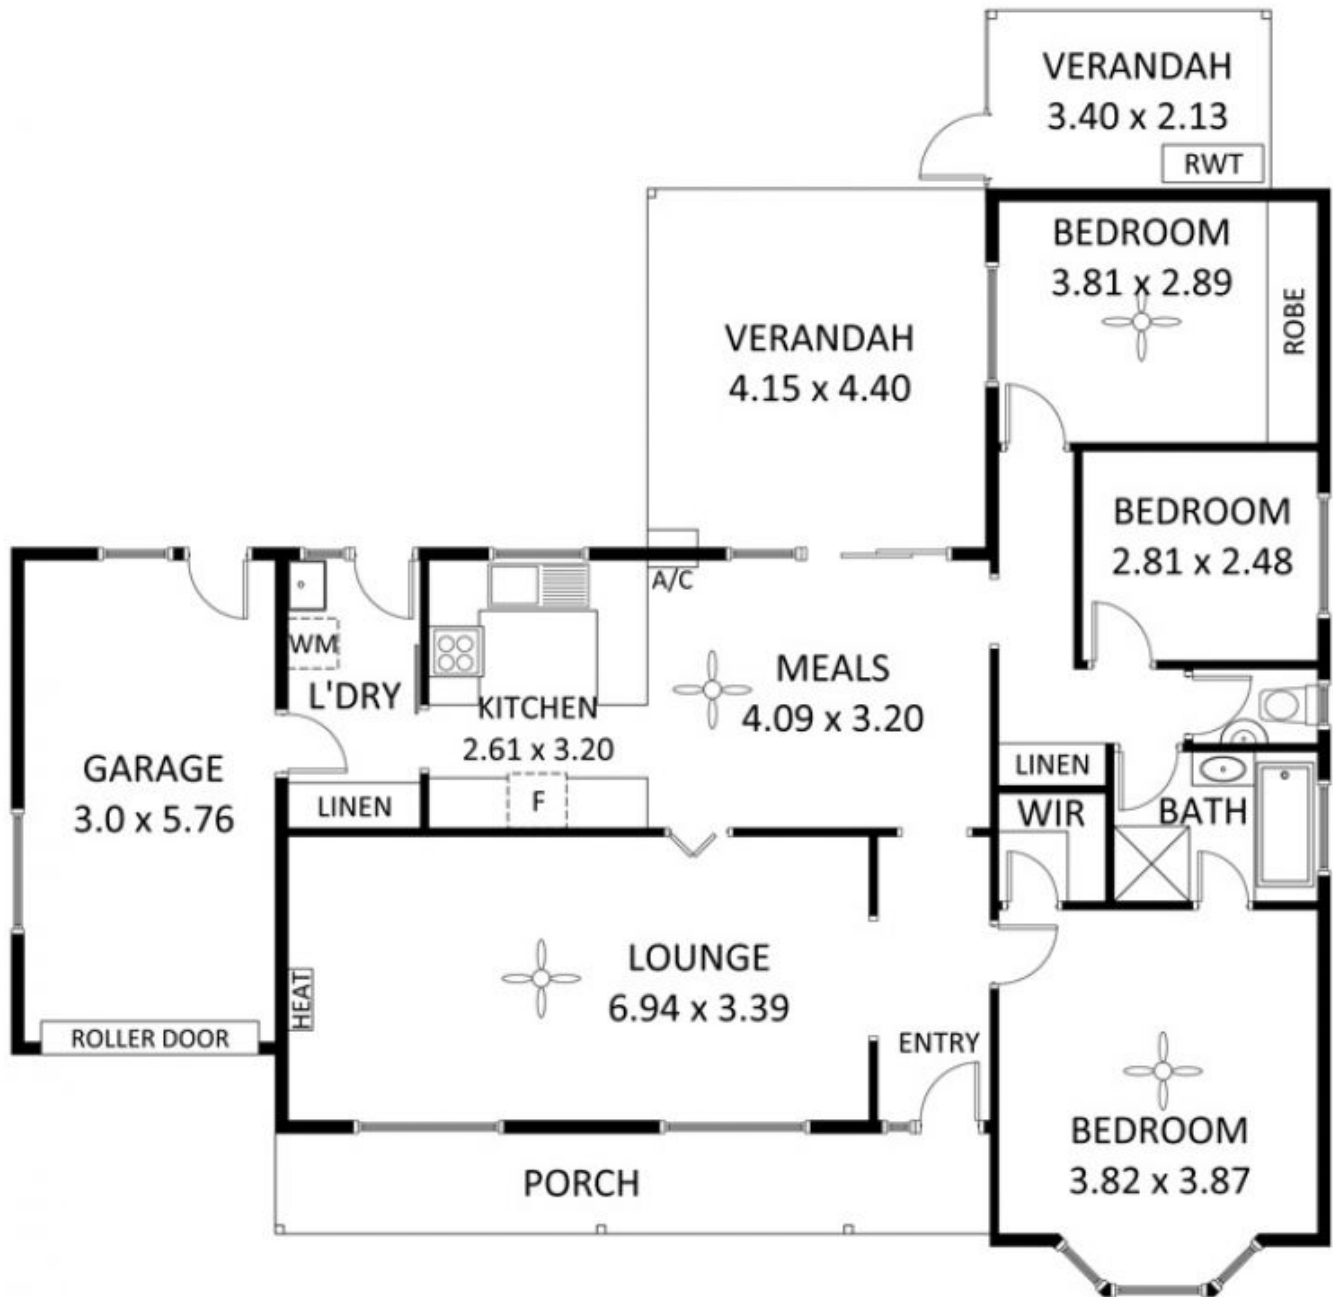 VERANDAH
3.40 x 2.13
RWT
BEDROOM
3.81 x 2.89
ROBE
VERANDAH
4.15 x 4.40
BEDROOM
2.81 x 2.48
A/C
WM
L'DRY
KITCHEN
2.61 x 3.20
MEALS
4.09 x 3.20
GARAGE
3.0 x 5.76
LINEN
F
LINEN
WIR
BATH
LOUNGE
6.94 x 3.39
HEAT
ROLLER DOOR
ENTRY
BEDROOM
3.82 x 3.87
PORCH